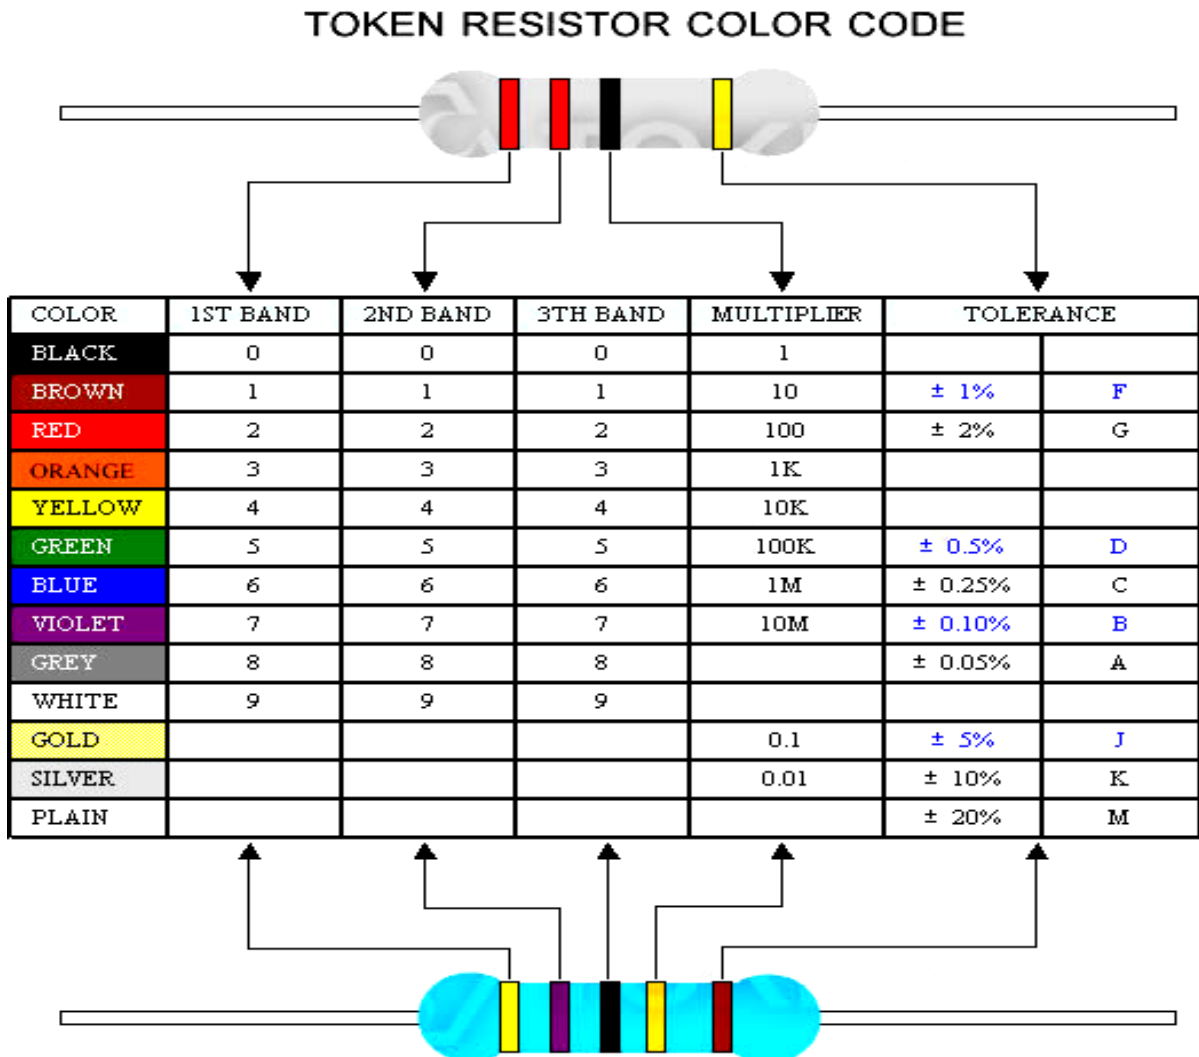 TOKEN RESISTOR COLOR CODE
COLOR 1ST BAND 2ND BAND 3TH BAND MULTIPLIER TOLERANCE
BLACK 0 0 0 1
BROWN 1 1 1 10 ± 1% F
RED 2 2 2 100 ± 2% G
ORANGE 3 3 3 1K
YELLOW 4 4 4 10K
GREEN 5 5 5 100K ± 0.5% D
BLUE 6 6 6 1M ± 0.25% C
VIOLET 7 7 7 10M ± 0.10% B
GREY 8 8 8 ± 0.05% A
WHITE 9 9 9
GOLD 0.1 ± 5% J
SILVER 0.01 ± 10% K
PLAIN ± 20% M